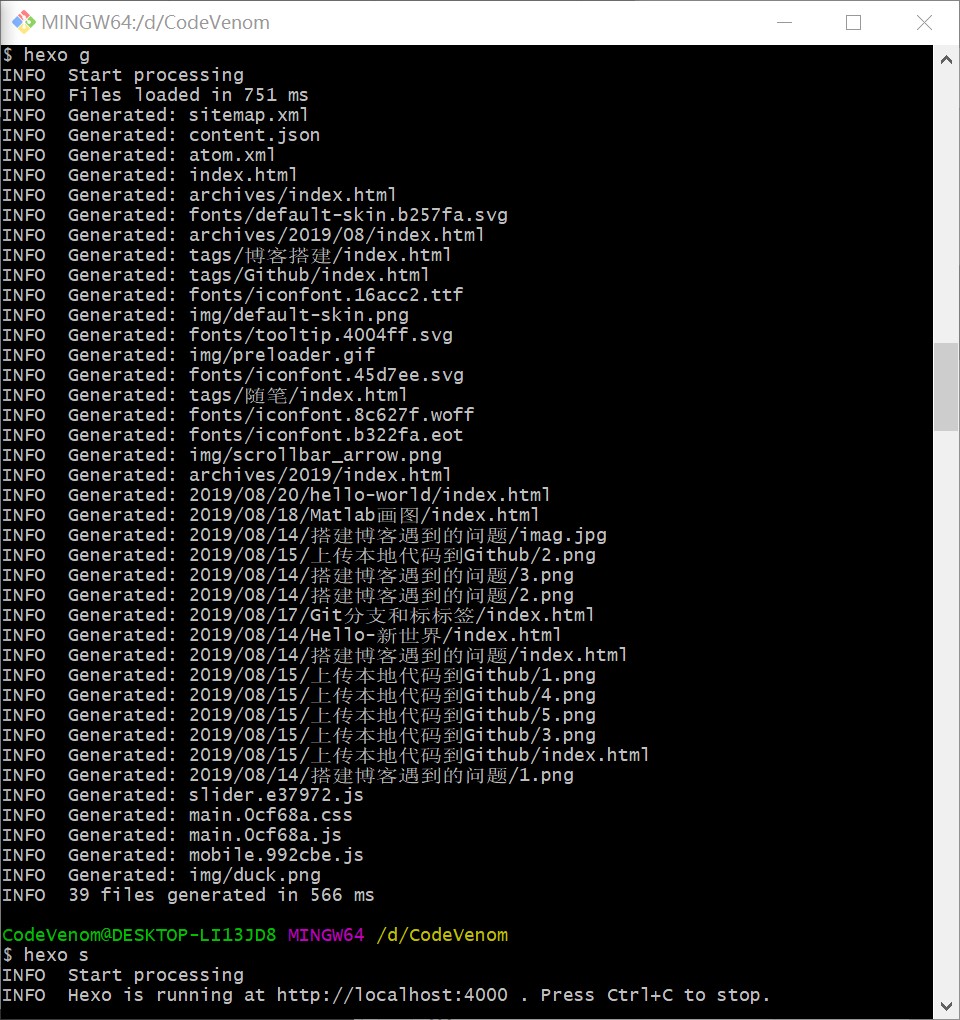 MINGW64:/d/CodeVenom
$ hexo g
INFO  Start processing
INFO  Files loaded in 751 ms
INFO  Generated: sitemap.xml
INFO  Generated: content.json
INFO  Generated: atom.xml
INFO  Generated: index.html
INFO  Generated: archives/index.html
INFO  Generated: fonts/default-skin.b257fa.svg
INFO  Generated: archives/2019/08/index.html
INFO  Generated: tags/博客搭建/index.html
INFO  Generated: tags/Github/index.html
INFO  Generated: fonts/iconfont.16acc2.ttf
INFO  Generated: img/default-skin.png
INFO  Generated: fonts/tooltip.4004ff.svg
INFO  Generated: img/preloader.gif
INFO  Generated: fonts/iconfont.45d7ee.svg
INFO  Generated: tags/随笔/index.html
INFO  Generated: fonts/iconfont.8c627f.woff
INFO  Generated: fonts/iconfont.b322fa.eot
INFO  Generated: img/scrollbar_arrow.png
INFO  Generated: archives/2019/index.html
INFO  Generated: 2019/08/20/hello-world/index.html
INFO  Generated: 2019/08/18/Matlab画图/index.html
INFO  Generated: 2019/08/14/搭建博客遇到的问题/imag.jpg
INFO  Generated: 2019/08/15/上传本地代码到Github/2.png
INFO  Generated: 2019/08/14/搭建博客遇到的问题/3.png
INFO  Generated: 2019/08/14/搭建博客遇到的问题/2.png
INFO  Generated: 2019/08/17/Git分支和标标签/index.html
INFO  Generated: 2019/08/14/Hello-新世界/index.html
INFO  Generated: 2019/08/14/搭建博客遇到的问题/index.html
INFO  Generated: 2019/08/15/上传本地代码到Github/1.png
INFO  Generated: 2019/08/15/上传本地代码到Github/4.png
INFO  Generated: 2019/08/15/上传本地代码到Github/5.png
INFO  Generated: 2019/08/15/上传本地代码到Github/3.png
INFO  Generated: 2019/08/15/上传本地代码到Github/index.html
INFO  Generated: 2019/08/14/搭建博客遇到的问题/1.png
INFO  Generated: slider.e37972.js
INFO  Generated: main.0cf68a.css
INFO  Generated: main.0cf68a.js
INFO  Generated: mobile.992cbe.js
INFO  Generated: img/duck.png
INFO  39 files generated in 566 ms
CodeVenom@DESKTOP-LI13JD8 MINGW64 /d/CodeVenom
$ hexo s
INFO  Start processing
INFO  Hexo is running at http://localhost:4000 . Press Ctrl+C to stop.